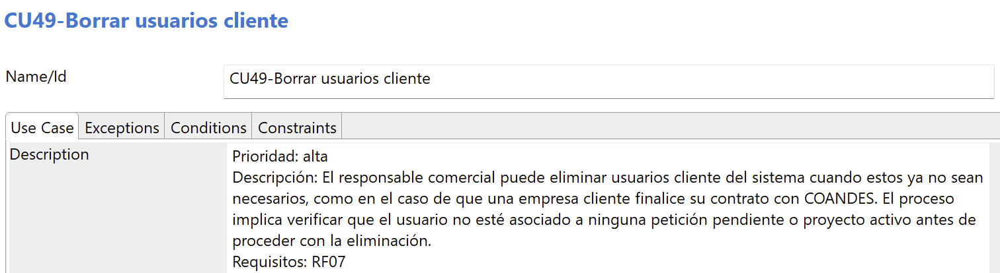 CU49-Borrar usuarios cliente
Name/Id
CU49-Borrar usuarios cliente
Use Case Exceptions Conditions Constraints
Description
Prioridad: alta
Descripción: El responsable comercial puede eliminar usuarios cliente del sistema cuando estos ya no sean
necesarios, como en el caso de que una empresa cliente finalice su contrato con COANDES. El proceso
implica verificar que el usuario no esté asociado a ninguna petición pendiente o proyecto activo antes de
proceder con la eliminación.
Requisitos: RF07